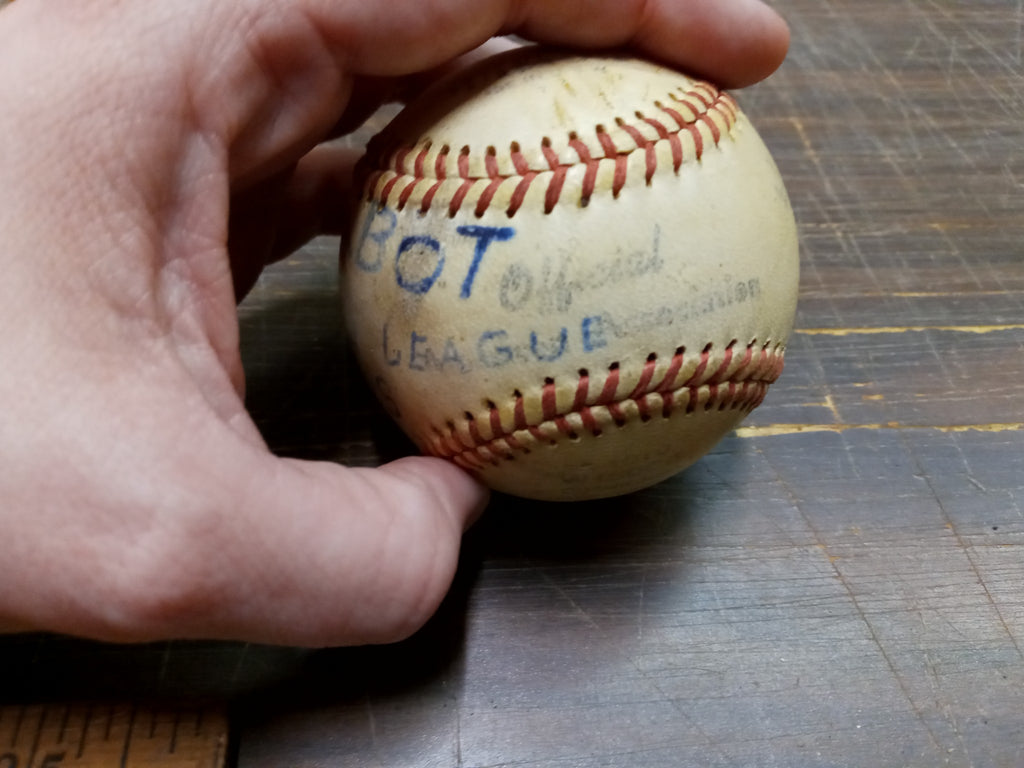 BOT
Official
Association
LEAGUE